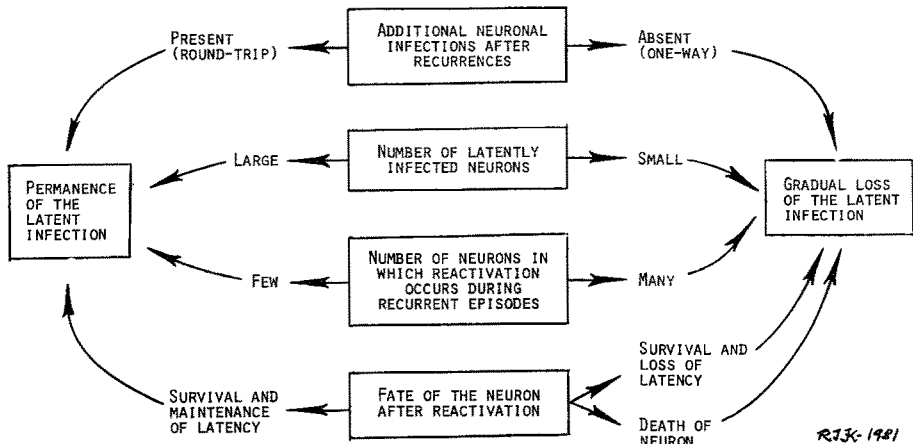 PRESENT
(ROUND-TRIP)
ADDITIONAL NEURONAL
INFECTIONS AFTER
RECURRENCES
ABSENT
(ONE-WAY)
PERMANENCE
OF THE
LATENT
INFECTION
LARGE
NUMBER OF LATENTLY
INFECTED NEURONS
SMALL
GRADUAL LOSS
OF THE LATENT
INFECTION
FEW
NUMBER OF NEURONS IN
WHICH REACTIVATION
OCCURS DURING
RECURRENT EPISODES
MANY
SURVIVAL AND
MAINTENANCE
OF LATENCY
FATE OF THE NEURON
AFTER REACTIVATION
SURVIVAL AND
LOSS OF
LATENCY
DEATH OF
NEURON
RJK-1981